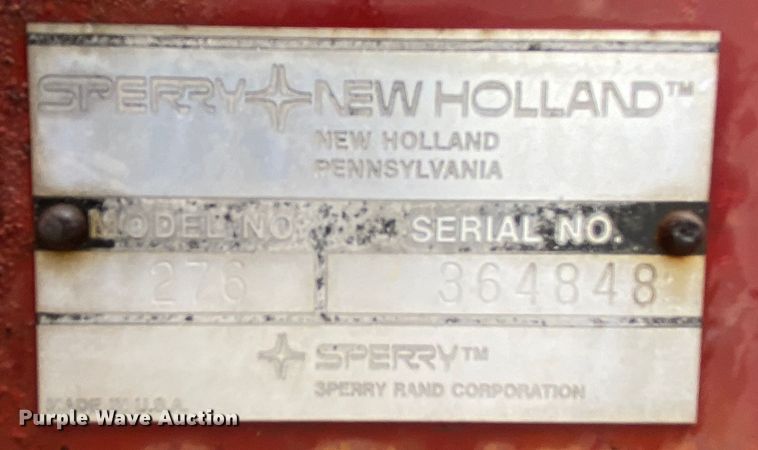 SPERRY NEW HOLLAND™
NEW HOLLAND
PENNSYLVANIA
MODEL NO. SERIAL NO.
276 364848
SPERRY™
SPERRY RAND CORPORATION
MADE IN U.S.A.
Purple Wave Auction